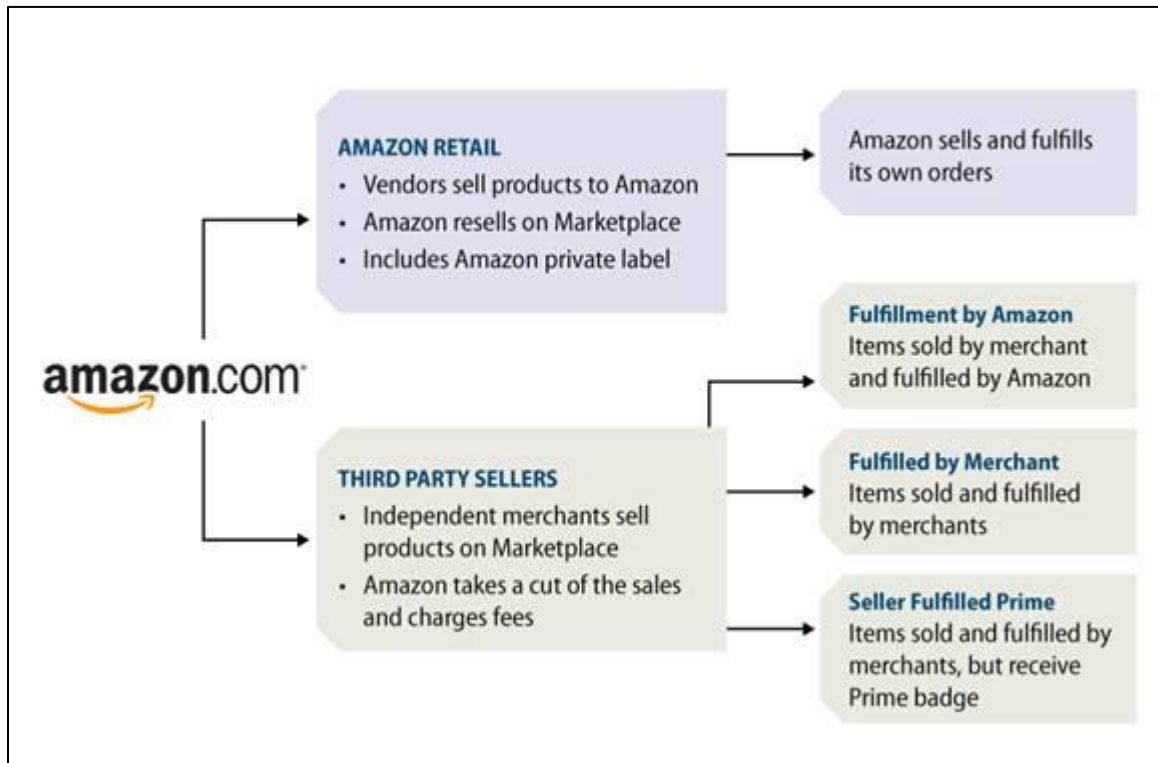 amazon.com
AMAZON RETAIL
• Vendors sell products to Amazon
• Amazon resells on Marketplace
• Includes Amazon private label
Amazon sells and fulfills
its own orders
THIRD PARTY SELLERS
• Independent merchants sell
products on Marketplace
• Amazon takes a cut of the sales
and charges fees
Fulfillment by Amazon
Items sold by merchant
and fulfilled by Amazon
Fulfilled by Merchant
Items sold and fulfilled
by merchants
Seller Fulfilled Prime
Items sold and fulfilled by
merchants, but receive
Prime badge